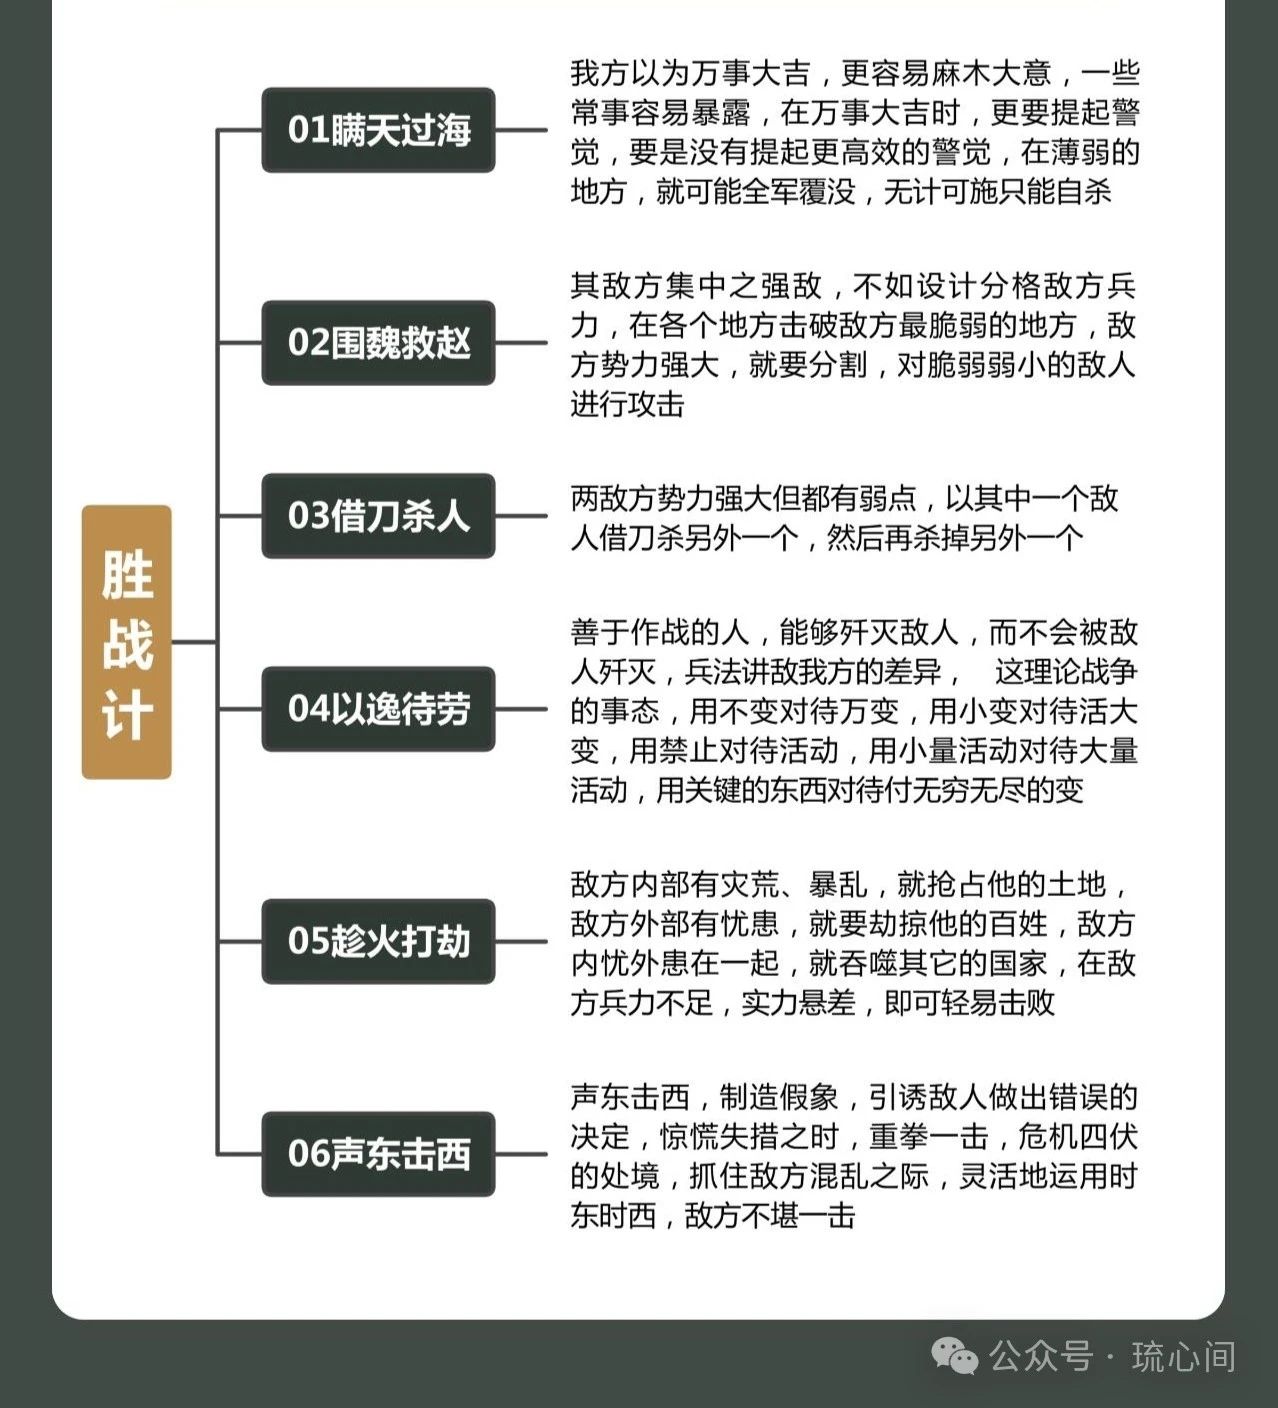 胜战计
01瞒天过海
我方以为万事大吉，更容易麻木大意，一些
常事容易暴露，在万事大吉时，更要提起警
觉，要是没有提起更高效的警觉，在薄弱的
地方，就可能全军覆没，无计可施只能自杀
02围魏救赵
其敌方集中之强敌，不如设计分格敌方兵
力，在各个地方击破敌方最脆弱的地方，敌
方势力强大，就要分割，对脆弱弱小的敌人
进行攻击
03借刀杀人
两敌方势力强大但都有弱点，以其中一个敌
人借刀杀另外一个，然后再杀掉另外一个
04以逸待劳
善于作战的人，能够歼灭敌人，而不会被敌
人歼灭，兵法讲敌我方的差异， 这理论战争
的事态，用不变对待万变，用小变对待活大
变，用禁止对待活动，用小量活动对待大量
活动，用关键的东西对待付无穷无尽的变
05趁火打劫
敌方内部有灾荒、暴乱，就抢占他的土地，
敌方外部有忧患，就要劫掠他的百姓，敌方
内忧外患在一起，就吞噬其它的国家，在敌
方兵力不足，实力悬差，即可轻易击败
06声东击西
声东击西，制造假象，引诱敌人做出错误的
决定，惊慌失措之时，重拳一击，危机四伏
的处境，抓住敌方混乱之际，灵活地运用时
东时西，敌方不堪一击
公众号·琉心间